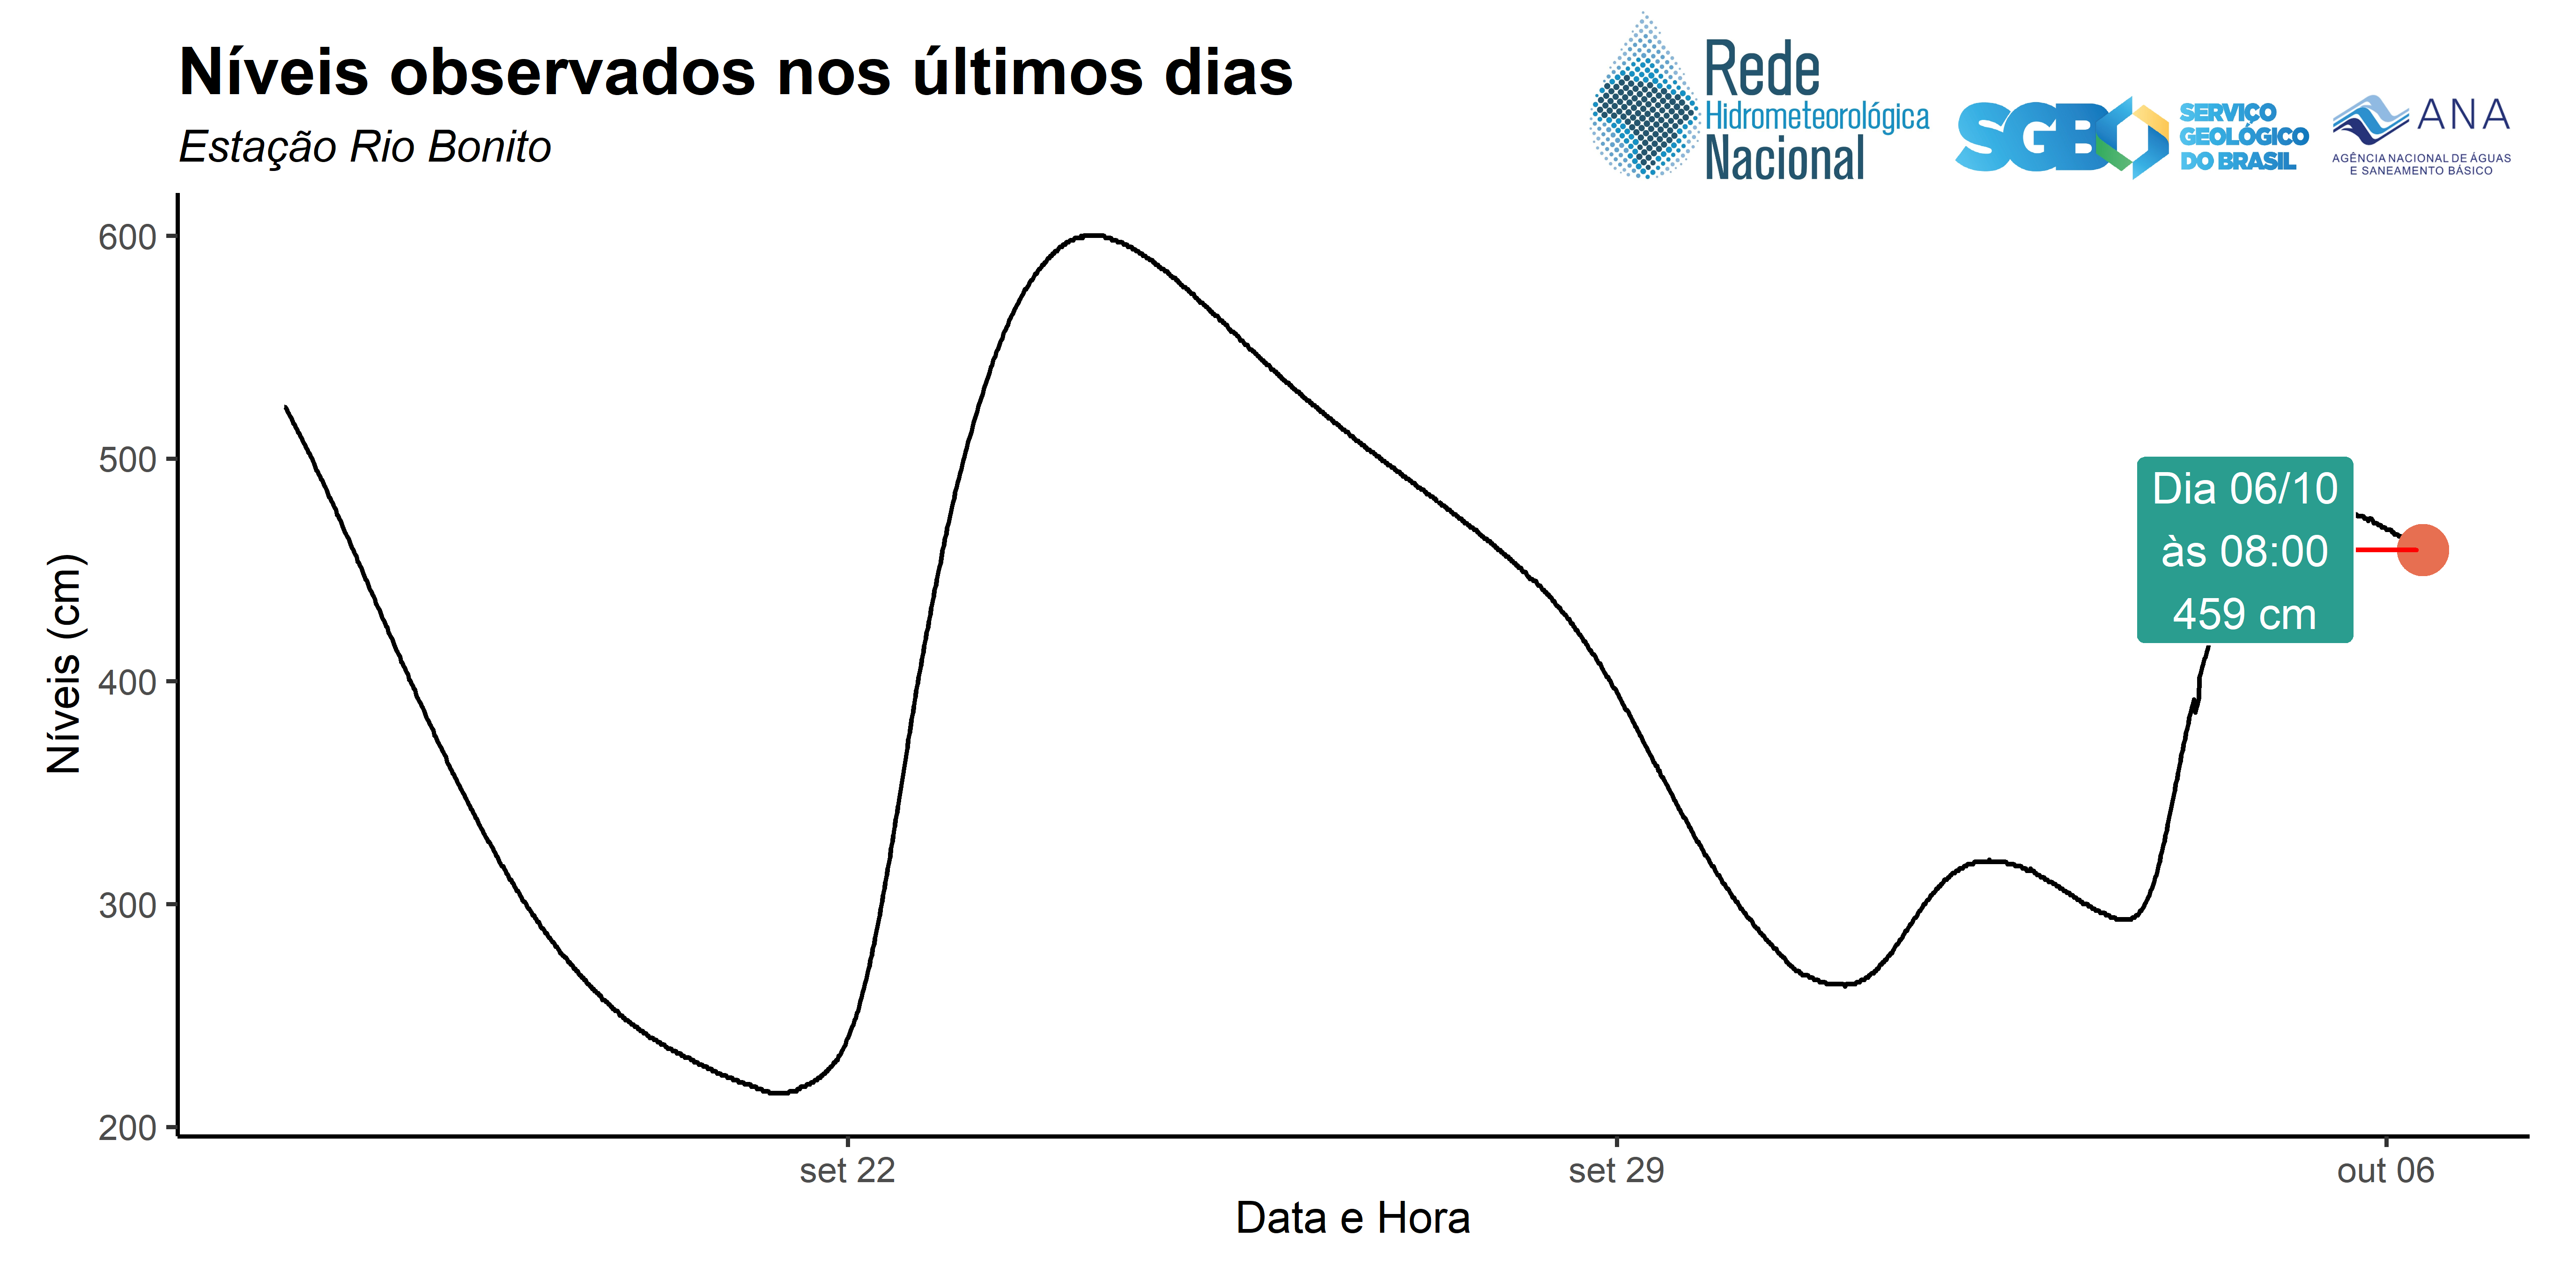 Níveis observados nos últimos dias
Estação Rio Bonito
Rede
Hidrometeorológica
Nacional
SGB
SERVIÇO
GEOLÓGICO
DO BRASIL
ANA
AGÊNCIA NACIONAL DE ÁGUAS
E SANEAMENTO BÁSICO
Níveis (cm)
600
500
400
300
200
Dia 06/10
às 08:00
459 cm
set 22
set 29
out 06
Data e Hora